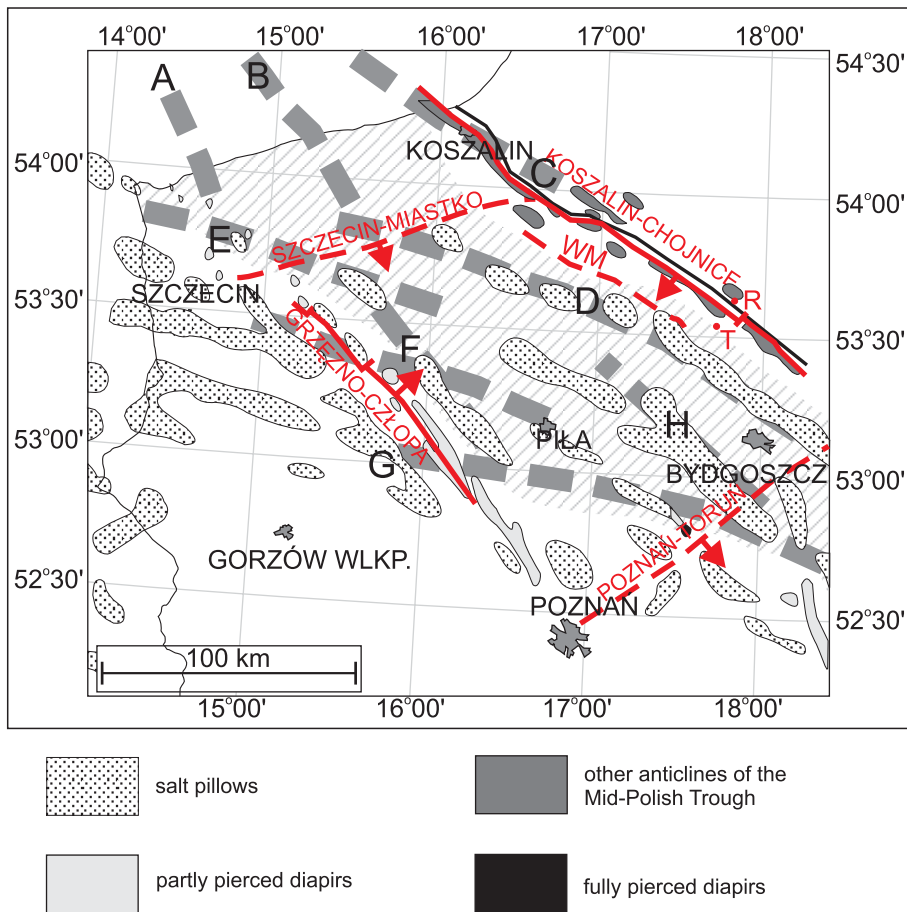 14°00'
15°00'
16°00'
17°00'
18°00'
54°30'
A
B
KOSZALIN
C
KOSZALIN-CHOJNICE
54°00'
54°00'
SZCZECIN-MIASTKO
E
WM
SZCZECIN
D
R
53°30'
T
53°30'
GRZĘŹNO-CZŁOPA
F
53°00'
H
PIŁA
G
BYDGOSZCZ
53°00'
POZNAŃ-TORUŃ
GORZÓW WLKP.
52°30'
POZNAŃ
52°30'
100 km
15°00'
16°00'
17°00'
18°00'
salt pillows
other anticlines of the
Mid-Polish Trough
partly pierced diapirs
fully pierced diapirs